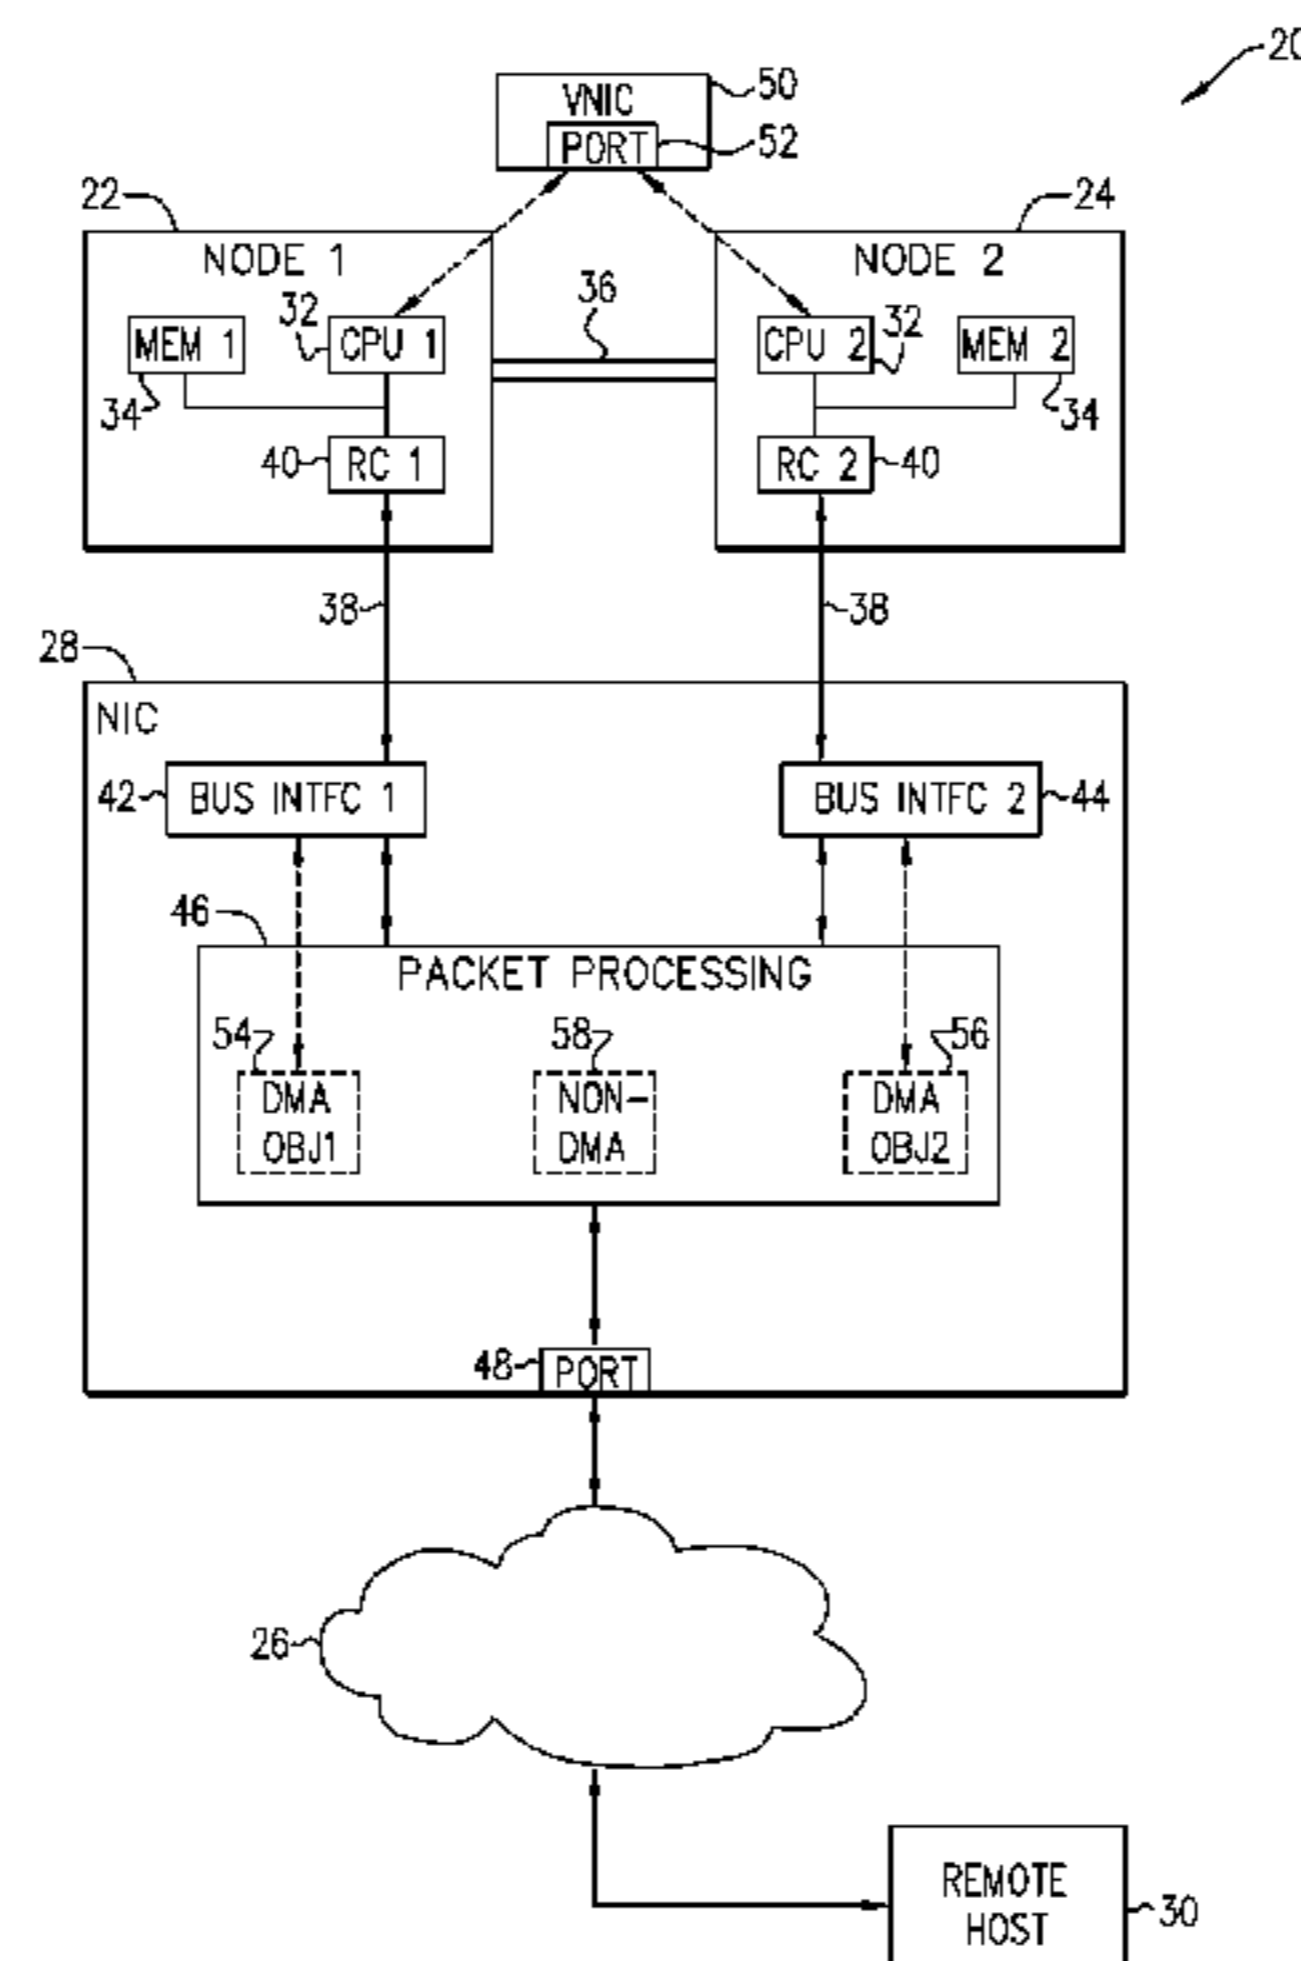 20
VNIC
50
PORT
52
22
24
NODE 1
NODE 2
36
32
32
MEM 1
CPU 1
CPU 2
MEM 2
34
34
40
RC 1
RC 2
40
38
38
28
NIC
42
BUS INTFC 1
BUS INTFC 2
44
46
PACKET PROCESSING
54
58
56
DMA
OBJ1
NON-
DMA
DMA
OBJ2
48
PORT
26
REMOTE
HOST
30